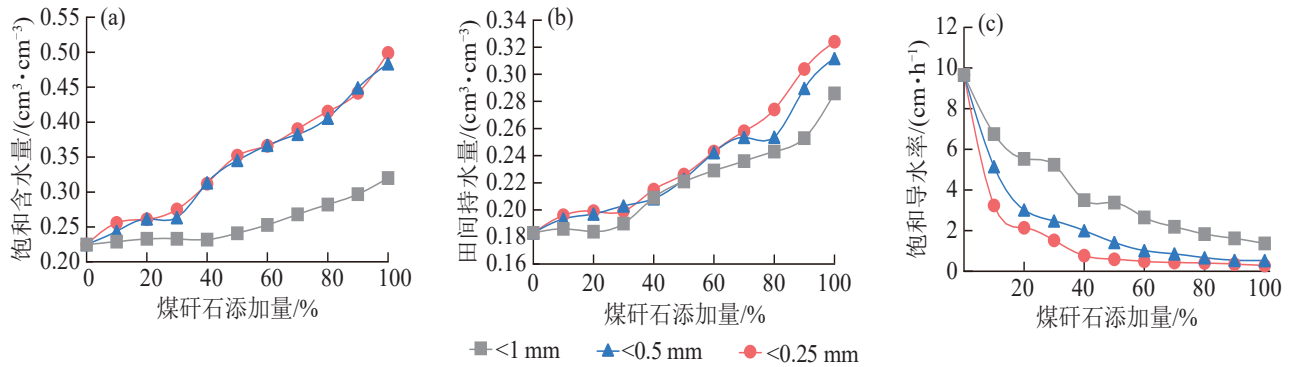 (a)
饱和含水量/(cm³·cm⁻³)
0.55
0.50
0.45
0.40
0.35
0.30
0.25
0.20
0 20 40 60 80 100
煤矸石添加量/%
(b)
田间持水量/(cm³·cm⁻³)
0.34
0.32
0.30
0.28
0.26
0.24
0.22
0.20
0.18
0.16
0 20 40 60 80 100
煤矸石添加量/%
(c)
饱和导水率/(cm·h⁻¹)
12
10
8
6
4
2
0
20 40 60 80 100
煤矸石添加量/%
<1 mm <0.5 mm <0.25 mm